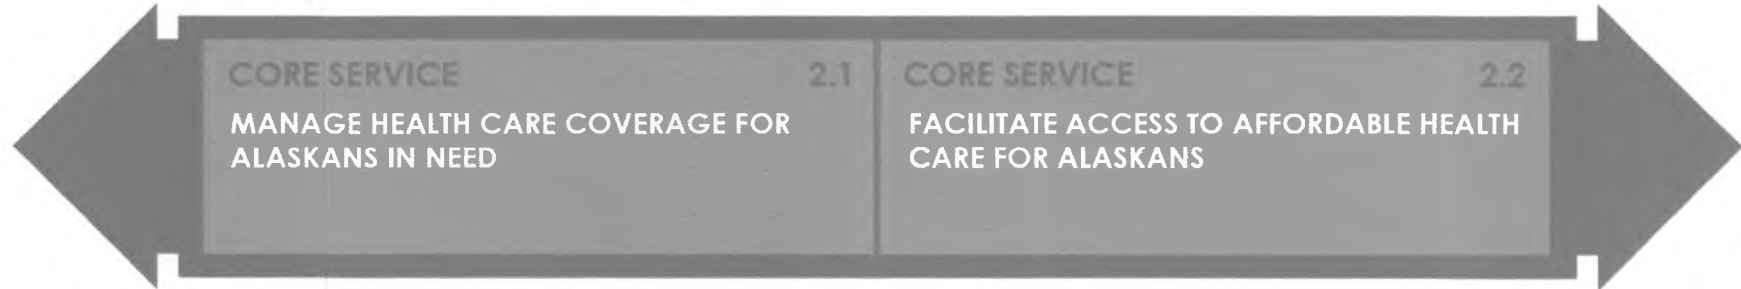 CORE SERVICE 2.1
MANAGE HEALTH CARE COVERAGE FOR
ALASKANS IN NEED
CORE SERVICE 2.2
FACILITATE ACCESS TO AFFORDABLE HEALTH
CARE FOR ALASKANS